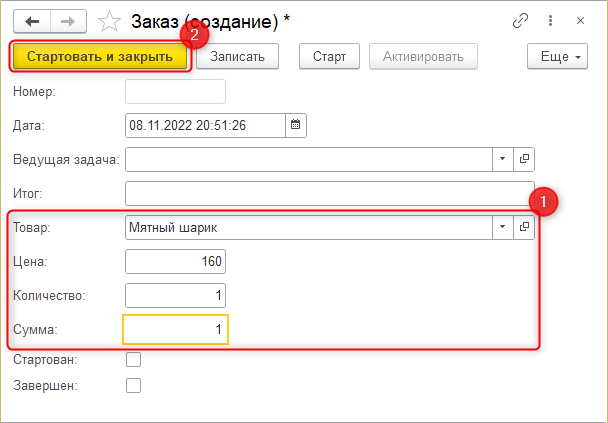 Заказ (создание) *
2
Стартовать и закрыть Записать Старт Активировать Еще
Номер:
Дата: 08.11.2022 20:51:26
Ведущая задача:
Итог:
1
Товар: Мятный шарик
Цена: 160
Количество: 1
Сумма: 1
Стартован:
Завершен: